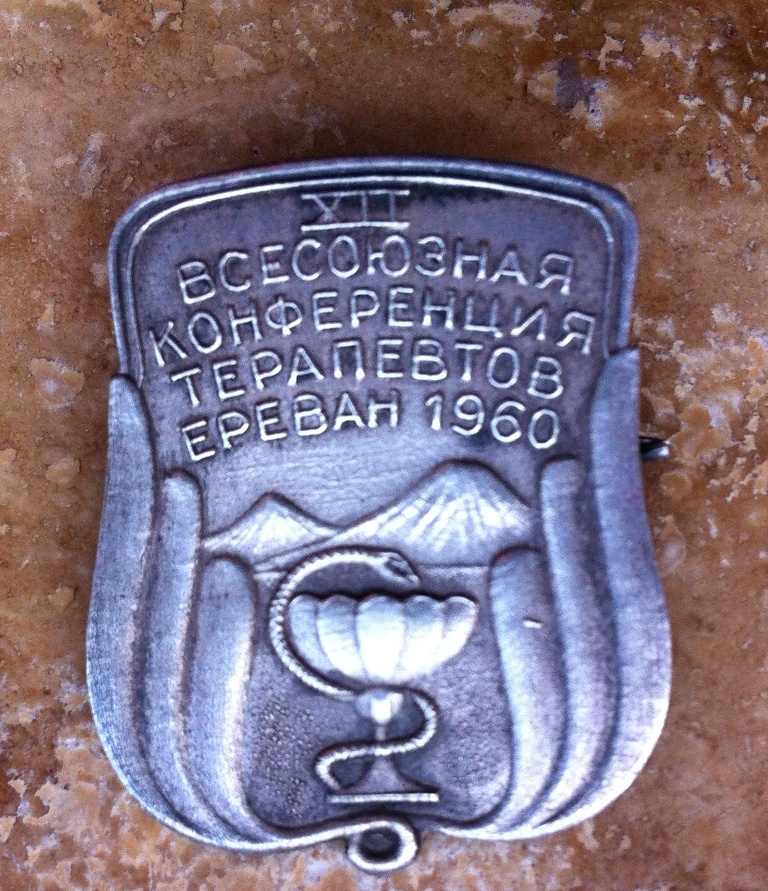 XII
ВСЕСОЮЗНАЯ
КОНФЕРЕНЦИЯ
ТЕРАПЕВТОВ
ЕРЕВАН 1960